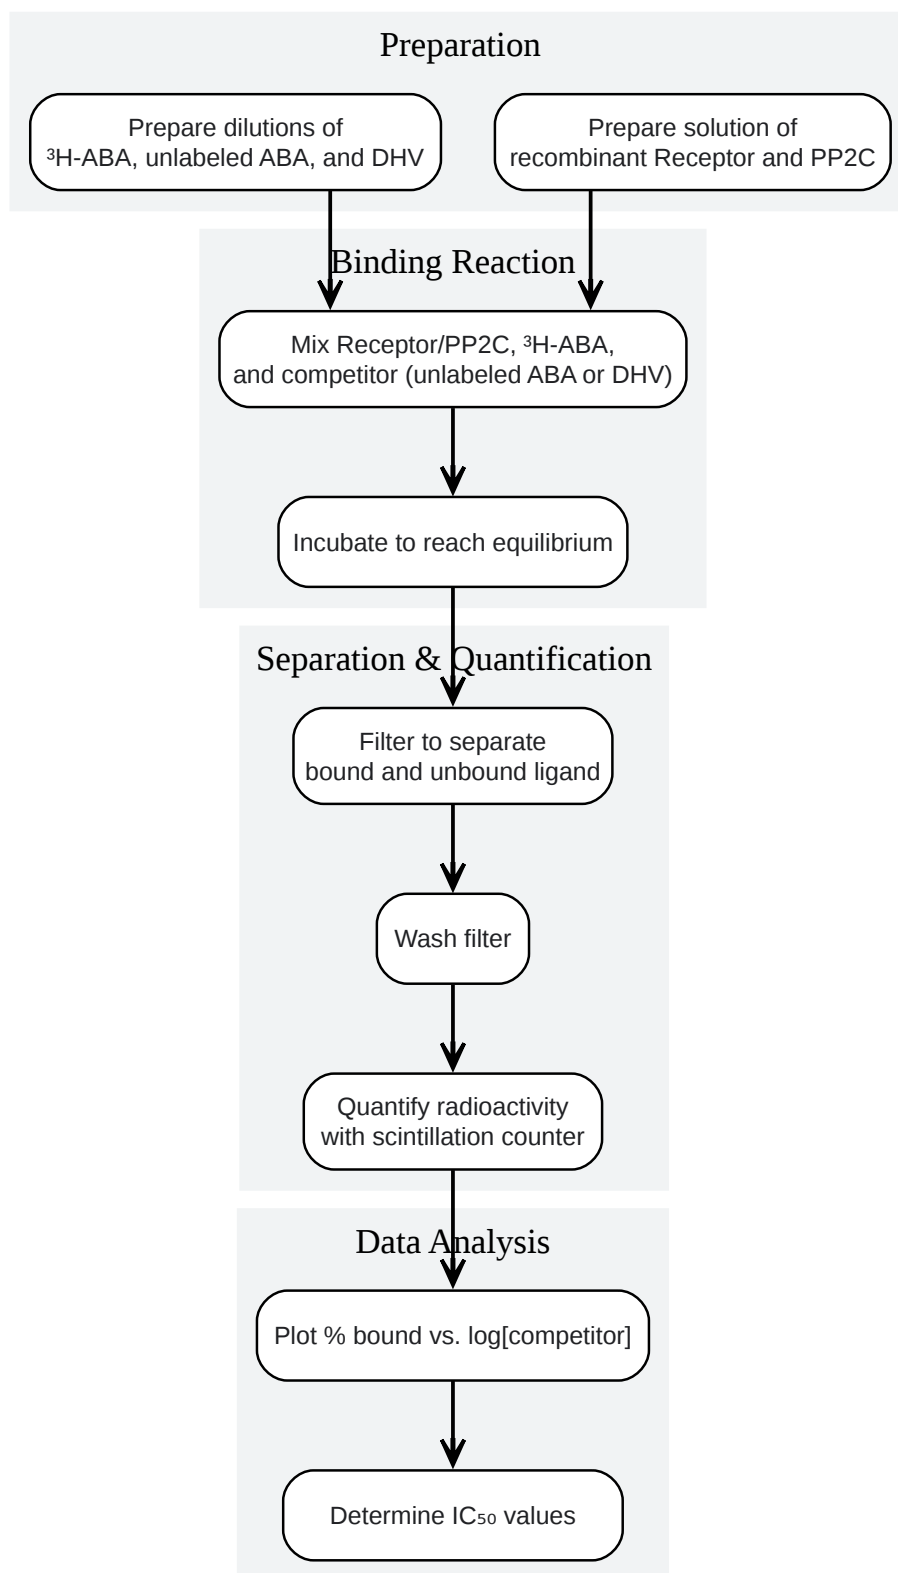 Preparation
Prepare dilutions of
³H-ABA, unlabeled ABA, and DHV
Prepare solution of
recombinant Receptor and PP2C
Binding Reaction
Mix Receptor/PP2C, ³H-ABA,
and competitor (unlabeled ABA or DHV)
Incubate to reach equilibrium
Separation & Quantification
Filter to separate
bound and unbound ligand
Wash filter
Quantify radioactivity
with scintillation counter
Data Analysis
Plot % bound vs. log[competitor]
Determine IC₅₀ values